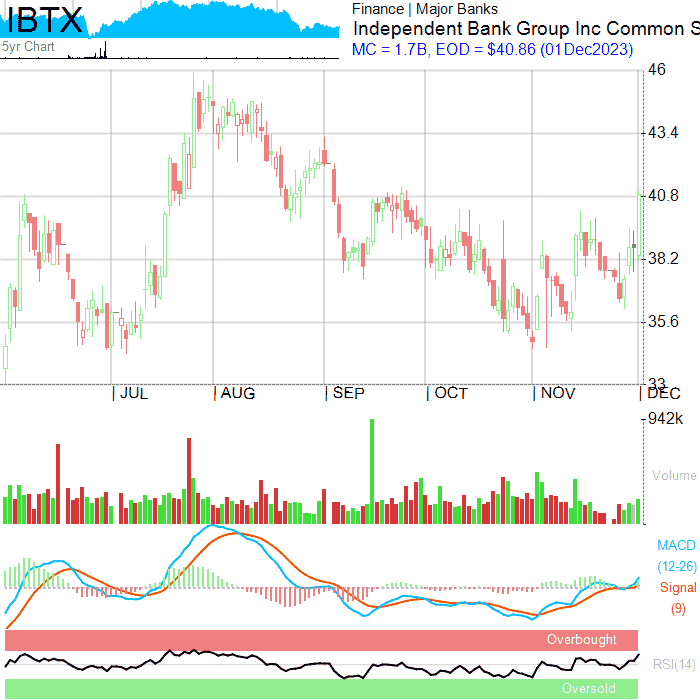 IBTX
5yr Chart
Finance | Major Banks
Independent Bank Group Inc Common S
MC = 1.7B, EOD = $40.86 (01Dec2023)
46
43.4
40.8
38.2
35.6
33
JUL
AUG
SEP
OCT
NOV
DEC
942k
Volume
MACD
(12-26)
Signal
(9)
Overbought
RSI(14)
Oversold